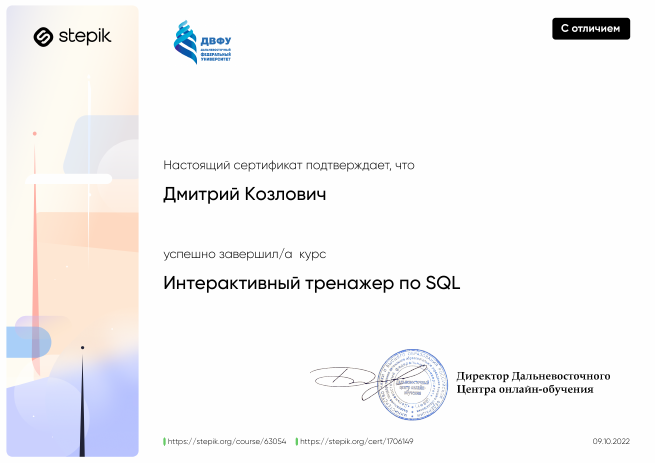 stepik
ДВФУ
ДАЛЬНЕВОСТОЧНЫЙ
ФЕДЕРАЛЬНЫЙ
УНИВЕРСИТЕТ
С отличием
Настоящий сертификат подтверждает, что
Дмитрий Козлович
успешно завершил/а курс
Интерактивный тренажер по SQL
Директор Дальневосточного
Центра онлайн-обучения
https://stepik.org/course/63054 https://stepik.org/cert/1706149
09.10.2022